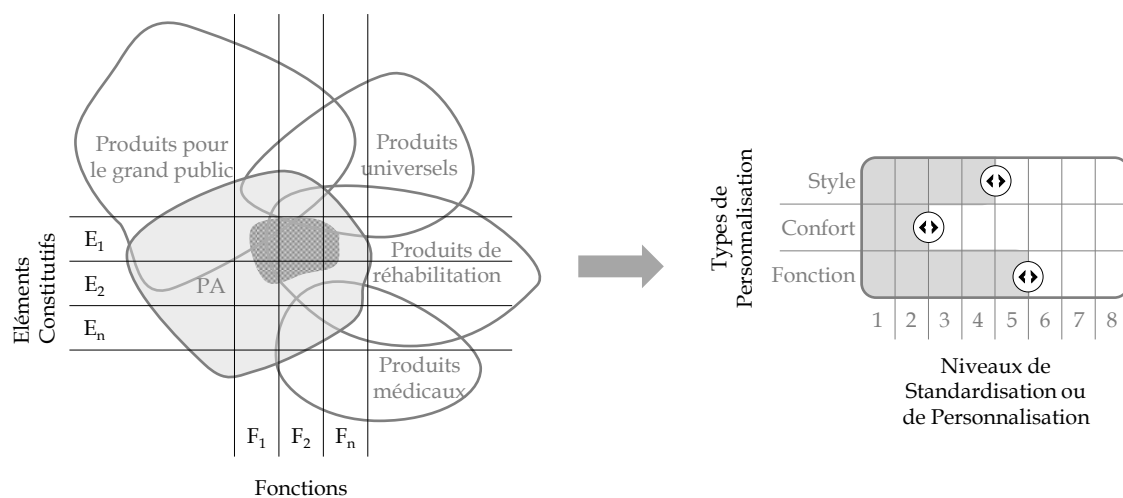 Produits pour
le grand public
Produits
universels
E1
E2
En
PA
Produits de
réhabilitation
Produits
médicaux
Eléments
Constitutifs
F1
F2
Fn
Fonctions
Types de
Personalisation
Style
Confort
Fonction
1 2 3 4 5 6 7 8
Niveaux de
Standardisation ou
de Personnalisation